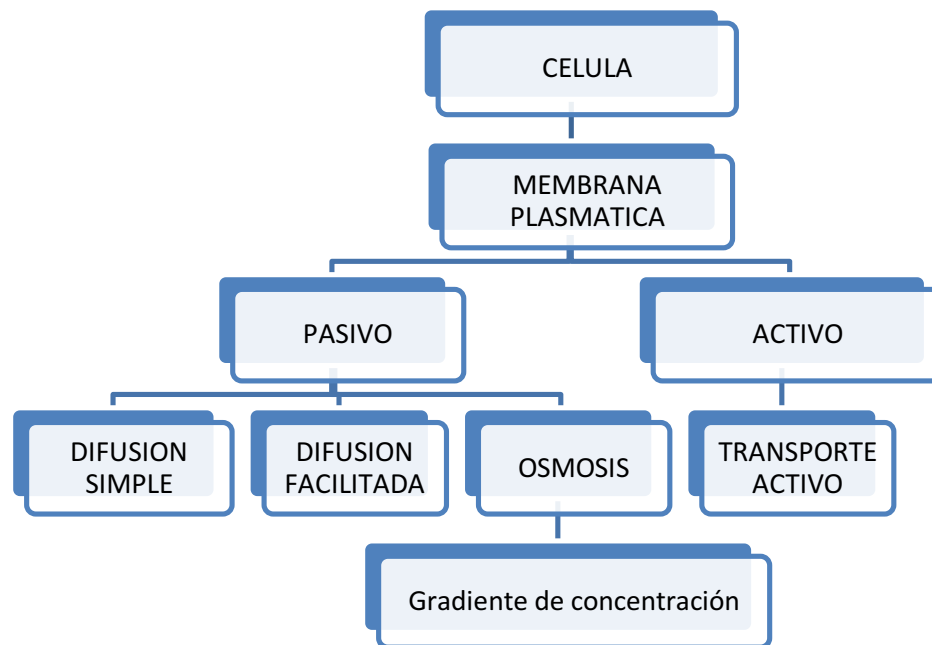 CELULA
MEMBRANA
PLASMATICA
PASIVO
ACTIVO
DIFUSION
SIMPLE
DIFUSION
FACILITADA
OSMOSIS
TRANSPORTE
ACTIVO
Gradiente de concentración